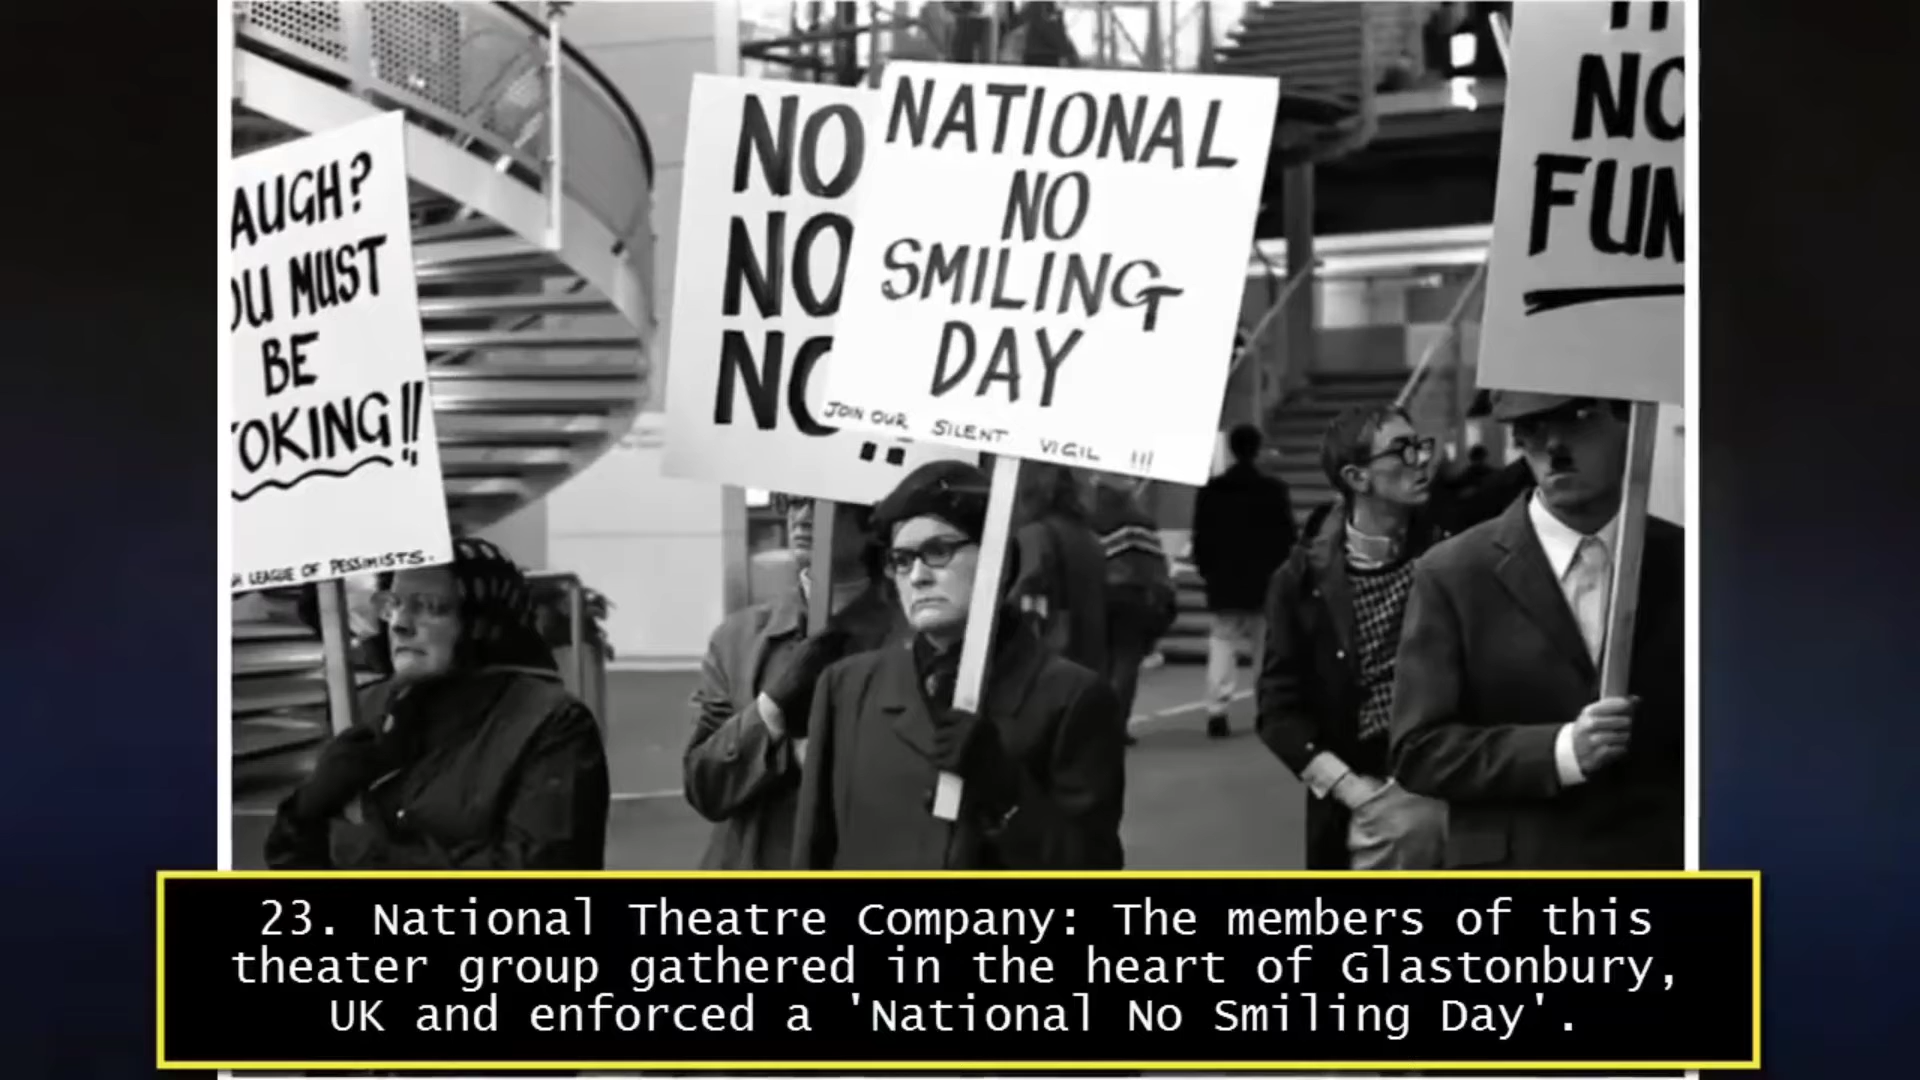 AUGH?
OU MUST
BE
OKING!!
H LEAGUE OF PESSIMISTS.
NO
NO
NO
NATIONAL
NO
SMILING
DAY
JOIN OUR SILENT VIGIL !!!
NO
FUN
23. National Theatre Company: The members of this
theater group gathered in the heart of Glastonbury,
UK and enforced a 'National No Smiling Day'.